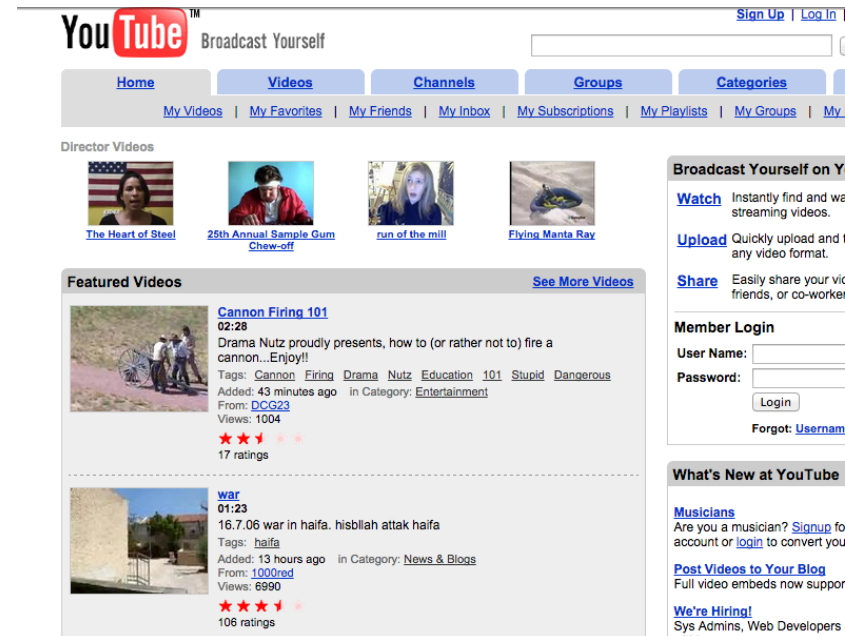 YouTube™ Broadcast Yourself
Sign Up | Log In |
Home Videos Channels Groups Categories
My Videos | My Favorites | My Friends | My Inbox | My Subscriptions | My Playlists | My Groups | My
Director Videos
The Heart of Steel
25th Annual Sample Gum
Chew-off
run of the mill
Flying Manta Ray
Featured Videos See More Videos
Cannon Firing 101
02:28
Drama Nutz proudly presents, how to (or rather not to) fire a
cannon...Enjoy!!
Tags: Cannon Firing Drama Nutz Education 101 Stupid Dangerous
Added: 43 minutes ago in Category: Entertainment
From: DCG23
Views: 1004
17 ratings
war
01:23
16.7.06 war in haifa. hisbllah attak haifa
Tags: haifa
Added: 13 hours ago in Category: News & Blogs
From: 1000red
Views: 6990
106 ratings
Broadcast Yourself on Y
Watch Instantly find and wa
streaming videos.
Upload Quickly upload and t
any video format.
Share Easily share your vid
friends, or co-worker
Member Login
User Name:
Password:
Login
Forgot: Usernam
What's New at YouTube
Musicians
Are you a musician? Signup fo
account or login to convert you
Post Videos to Your Blog
Full video embeds now suppor
We're Hiring!
Sys Admins, Web Developers